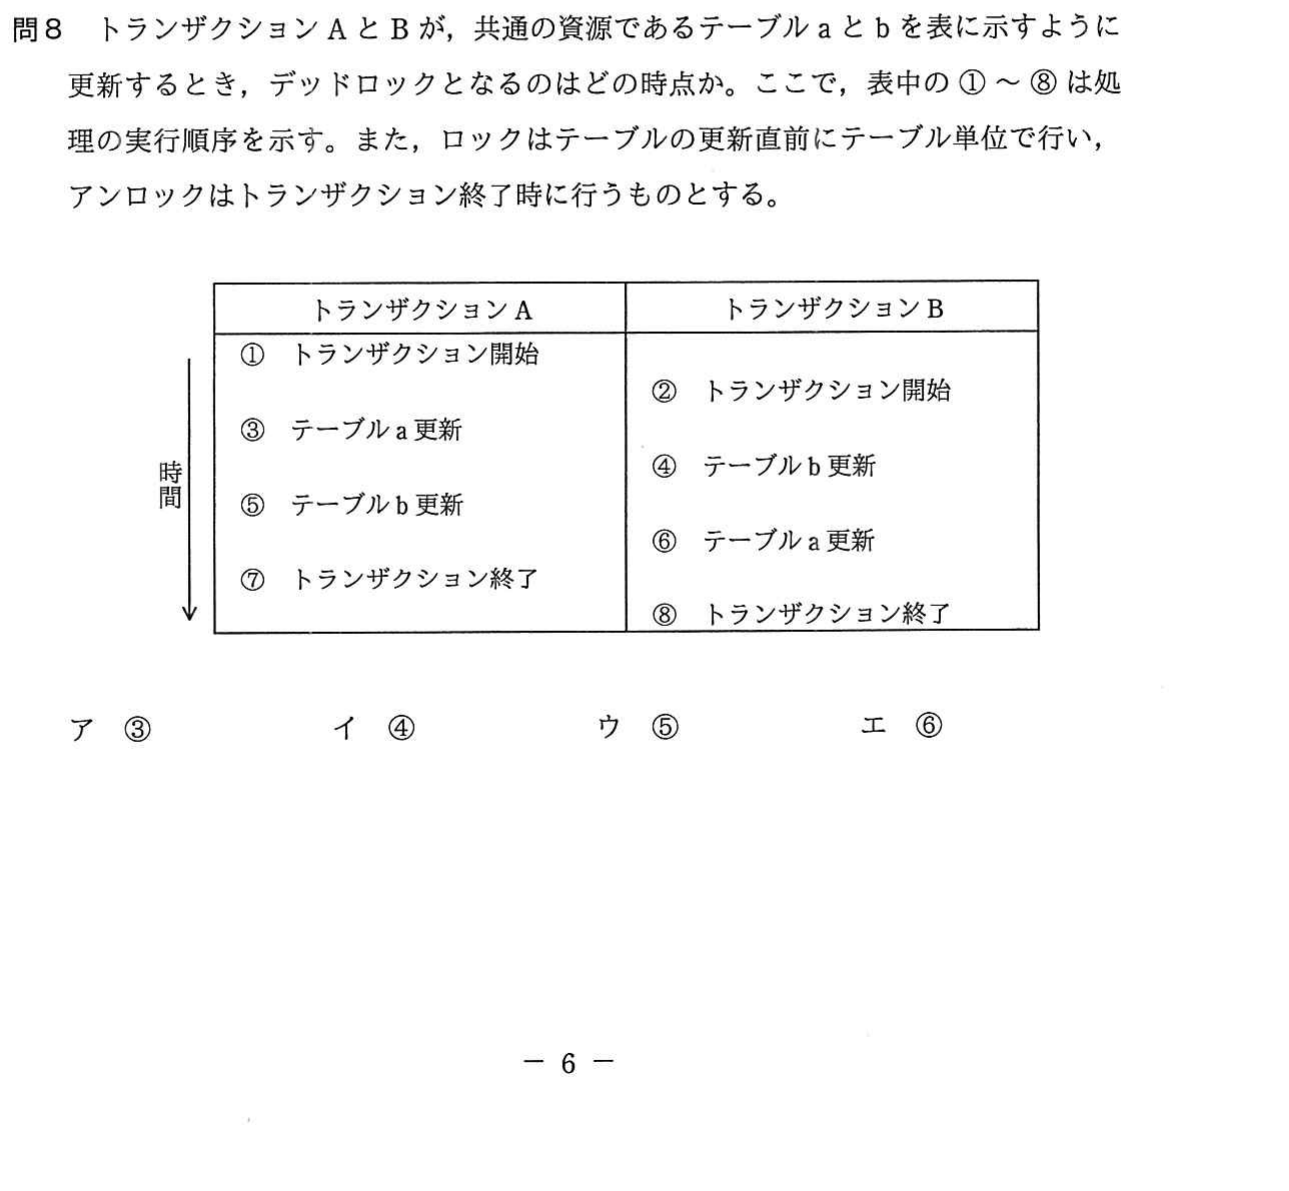 問8　トランザクション A と B が，共通の資源であるテーブル a と b を表に示すように
更新するとき，デッドロックとなるのはどの時点か。ここで，表中の ① ～ ⑧ は処
理の実行順序を示す。また，ロックはテーブルの更新直前にテーブル単位で行い，
アンロックはトランザクション終了時に行うものとする。
トランザクション A　トランザクション B
①　トランザクション開始
②　トランザクション開始
③　テーブル a 更新
④　テーブル b 更新
⑤　テーブル b 更新
⑥　テーブル a 更新
⑦　トランザクション終了
⑧　トランザクション終了
時間
ア　③　イ　④　ウ　⑤　エ　⑥
－ 6 －